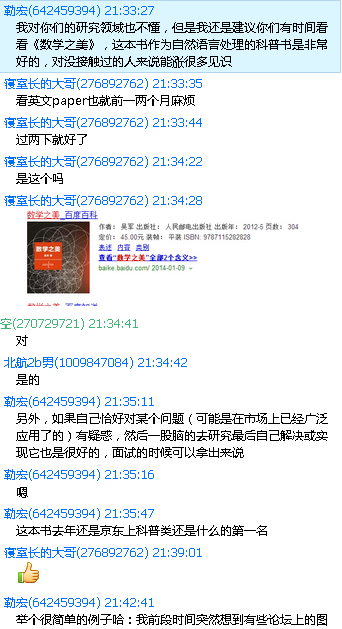 勒宏(642459394) 21:33:27
我对你们的研究领域也不懂，但是我还是建议你们有时间看
看《数学之美》，这本书作为自然语言处理的科普书是非常
好的，对没接触过的人来说能涨很多见识
寝室长的大哥(276892762) 21:33:35
看英文paper也就前一两个月麻烦
寝室长的大哥(276892762) 21:33:44
过两下就好了
寝室长的大哥(276892762) 21:34:22
是这个吗
寝室长的大哥(276892762) 21:34:28
数学之美_百度百科
作者：吴军 出版社：人民邮电出版社 出版年：2012-5 页数：304
定价：45.00元 装帧：平装 ISBN：9787115282828
表述 内容 类别
查看“数学之美”全部2个含义>>
baike.baidu.com/ 2014-01-09
空(270729721) 21:34:41
对
北航2b男(1009847084) 21:34:42
是的
勒宏(642459394) 21:35:11
另外，如果自己恰好对某个问题（可能是在市场上已经广泛
应用了的）有疑惑，然后一股脑的去研究最后自己解决或实
现它也是很好的，面试的时候可以拿出来说
勒宏(642459394) 21:35:16
嗯
勒宏(642459394) 21:35:47
这本书去年还是京东上科普类还是什么的第一名
寝室长的大哥(276892762) 21:39:01
勒宏(642459394) 21:42:41
举个很简单的例子哈：我前段时间突然想到有些论坛上的图